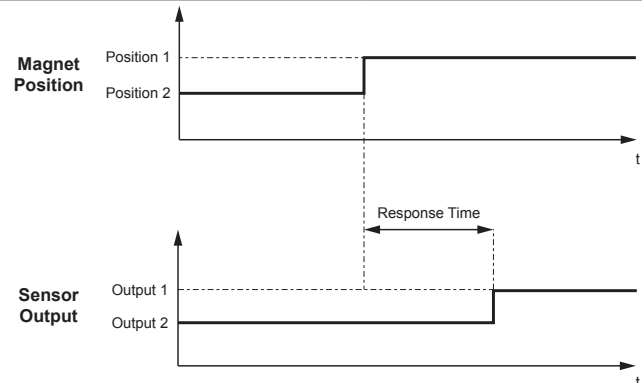 Magnet
Position
Position 1
Position 2
t
Response Time
Sensor
Output
Output 1
Output 2
t